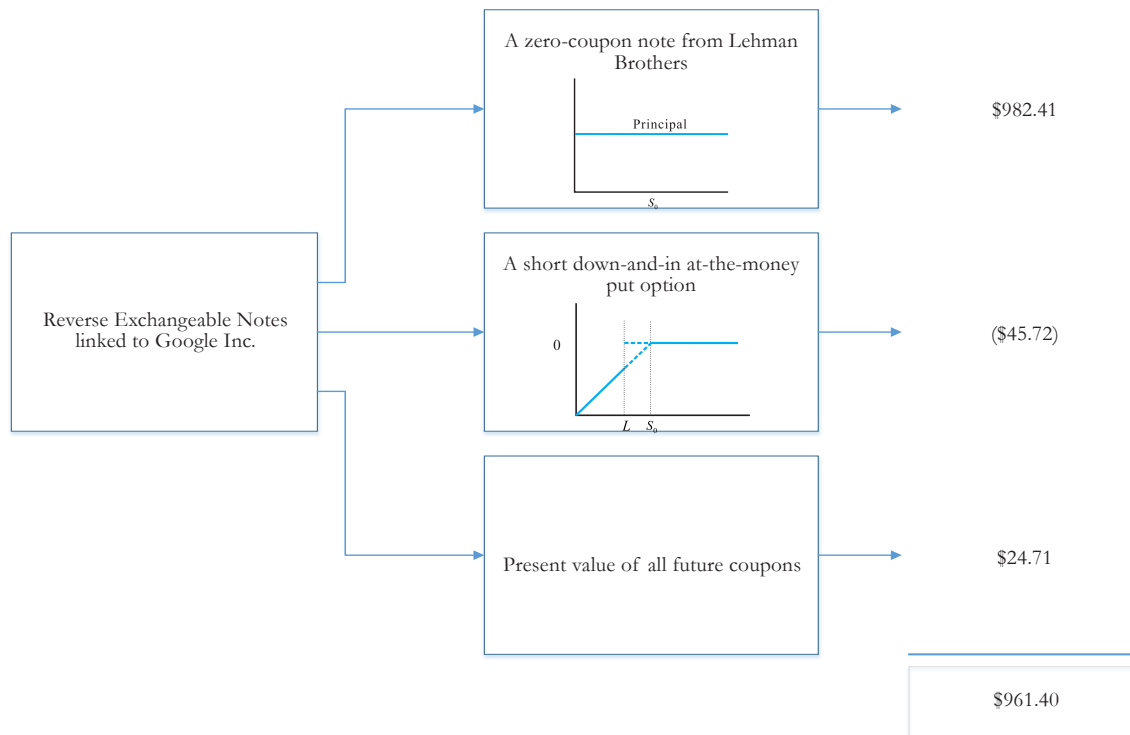 A zero-coupon note from Lehman
Brothers
Principal
S₀
$982.41
Reverse Exchangeable Notes
linked to Google Inc.
A short down-and-in at-the-money
put option
0
L S₀
($45.72)
Present value of all future coupons
$24.71
$961.40